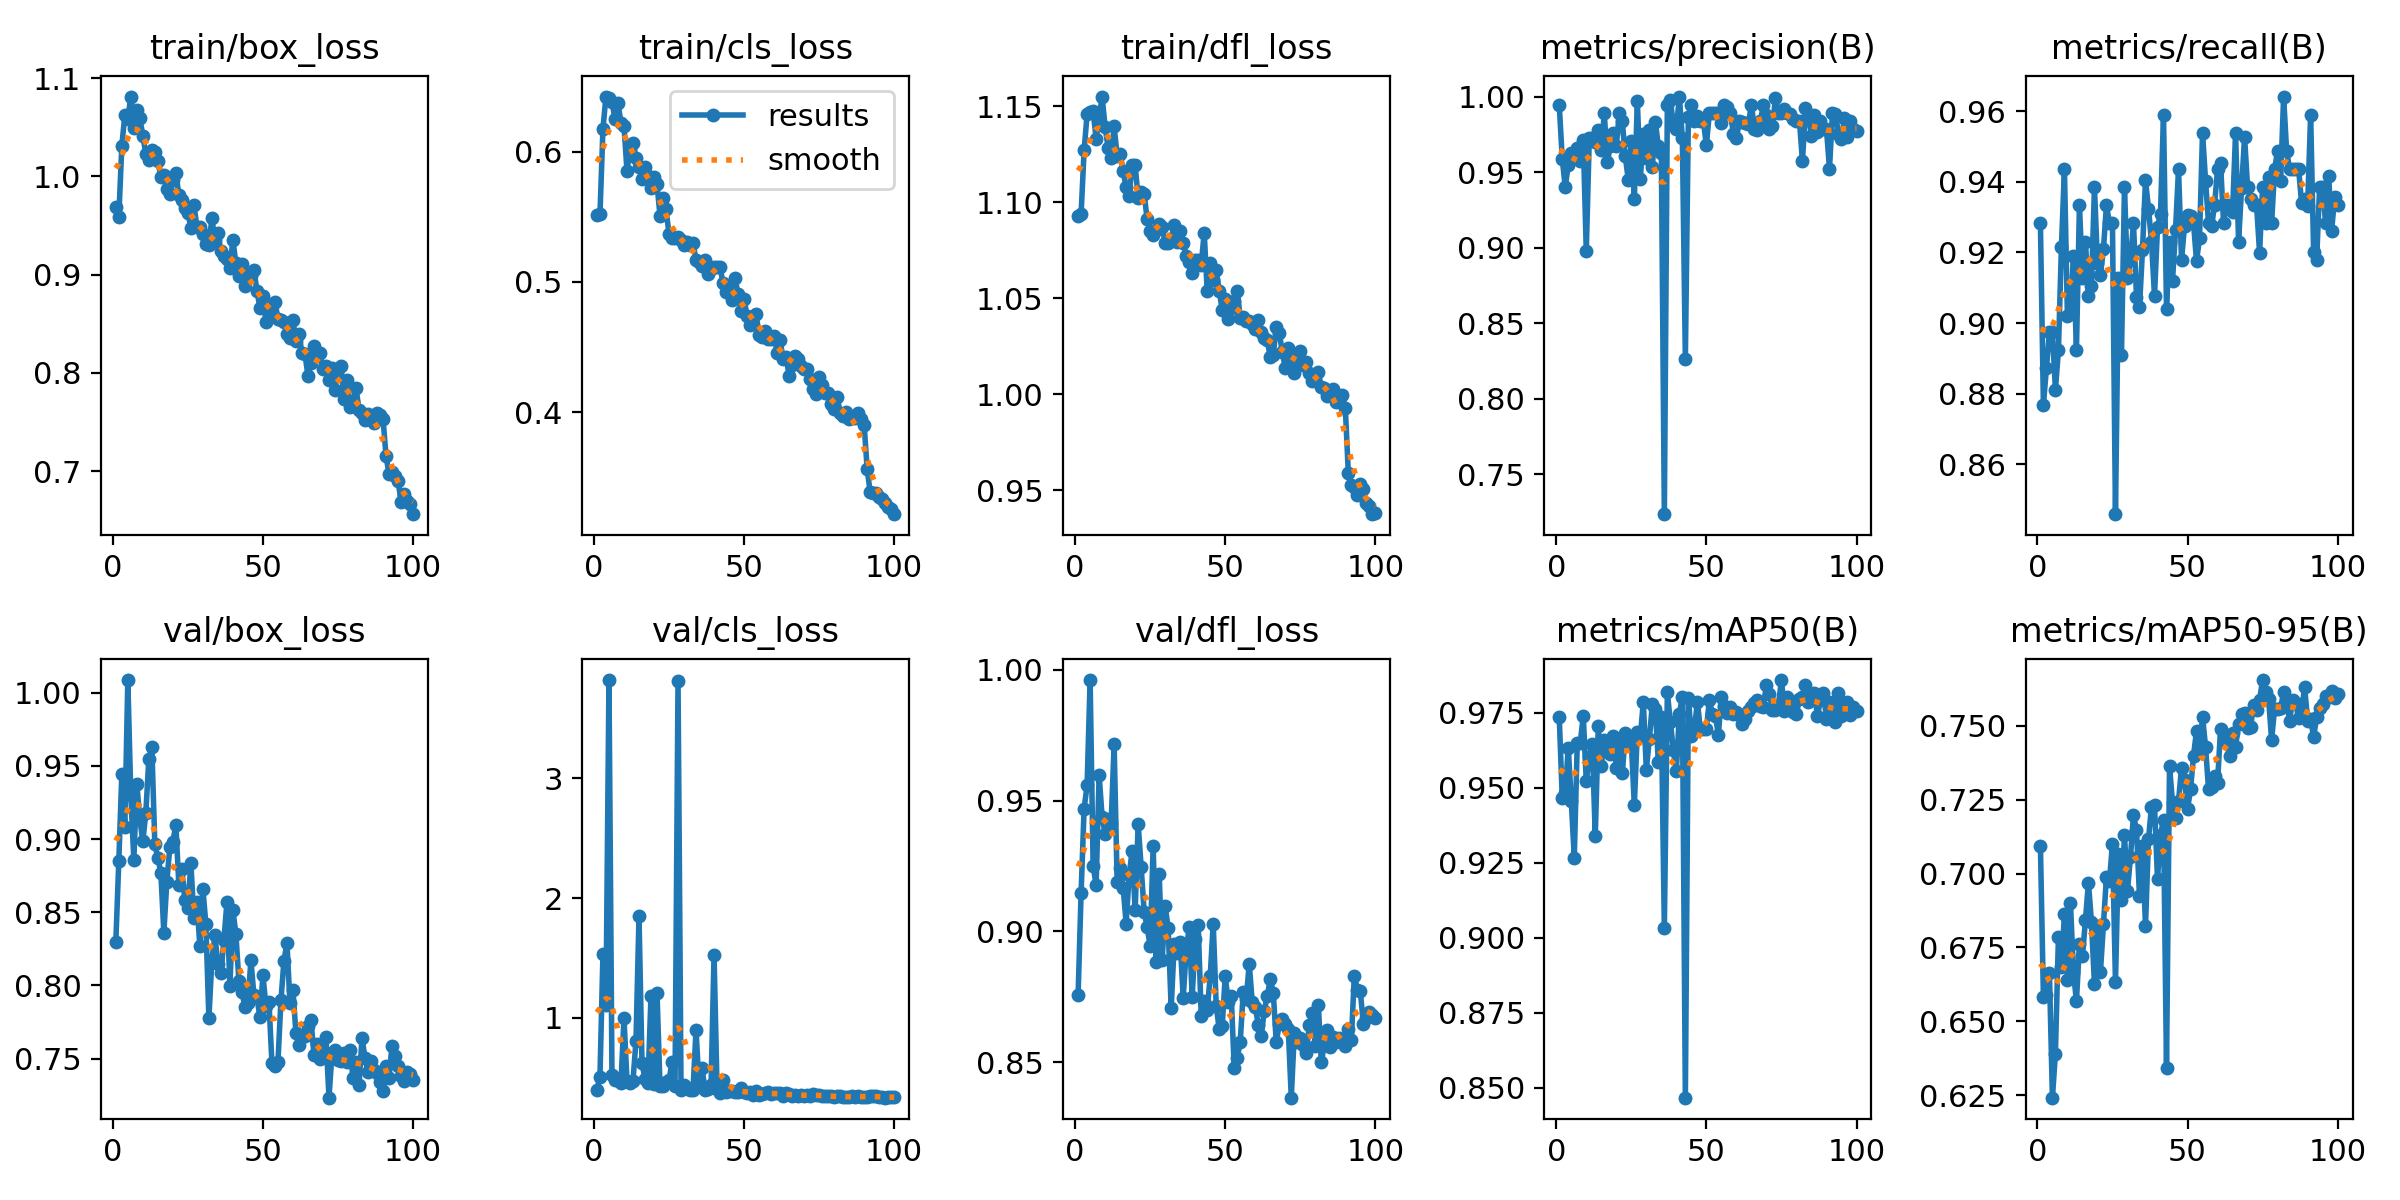 train/box_loss
1.1
1.0
0.9
0.8
0.7
0 50 100
train/cls_loss
results
smooth
0.6
0.5
0.4
0 50 100
train/dfl_loss
1.15
1.10
1.05
1.00
0.95
0 50 100
metrics/precision(B)
1.00
0.95
0.90
0.85
0.80
0.75
0 50 100
metrics/recall(B)
0.96
0.94
0.92
0.90
0.88
0.86
0 50 100
val/box_loss
1.00
0.95
0.90
0.85
0.80
0.75
0 50 100
val/cls_loss
3
2
1
0 50 100
val/dfl_loss
1.00
0.95
0.90
0.85
0 50 100
metrics/mAP50(B)
0.975
0.950
0.925
0.900
0.875
0.850
0 50 100
metrics/mAP50-95(B)
0.750
0.725
0.700
0.675
0.650
0.625
0 50 100